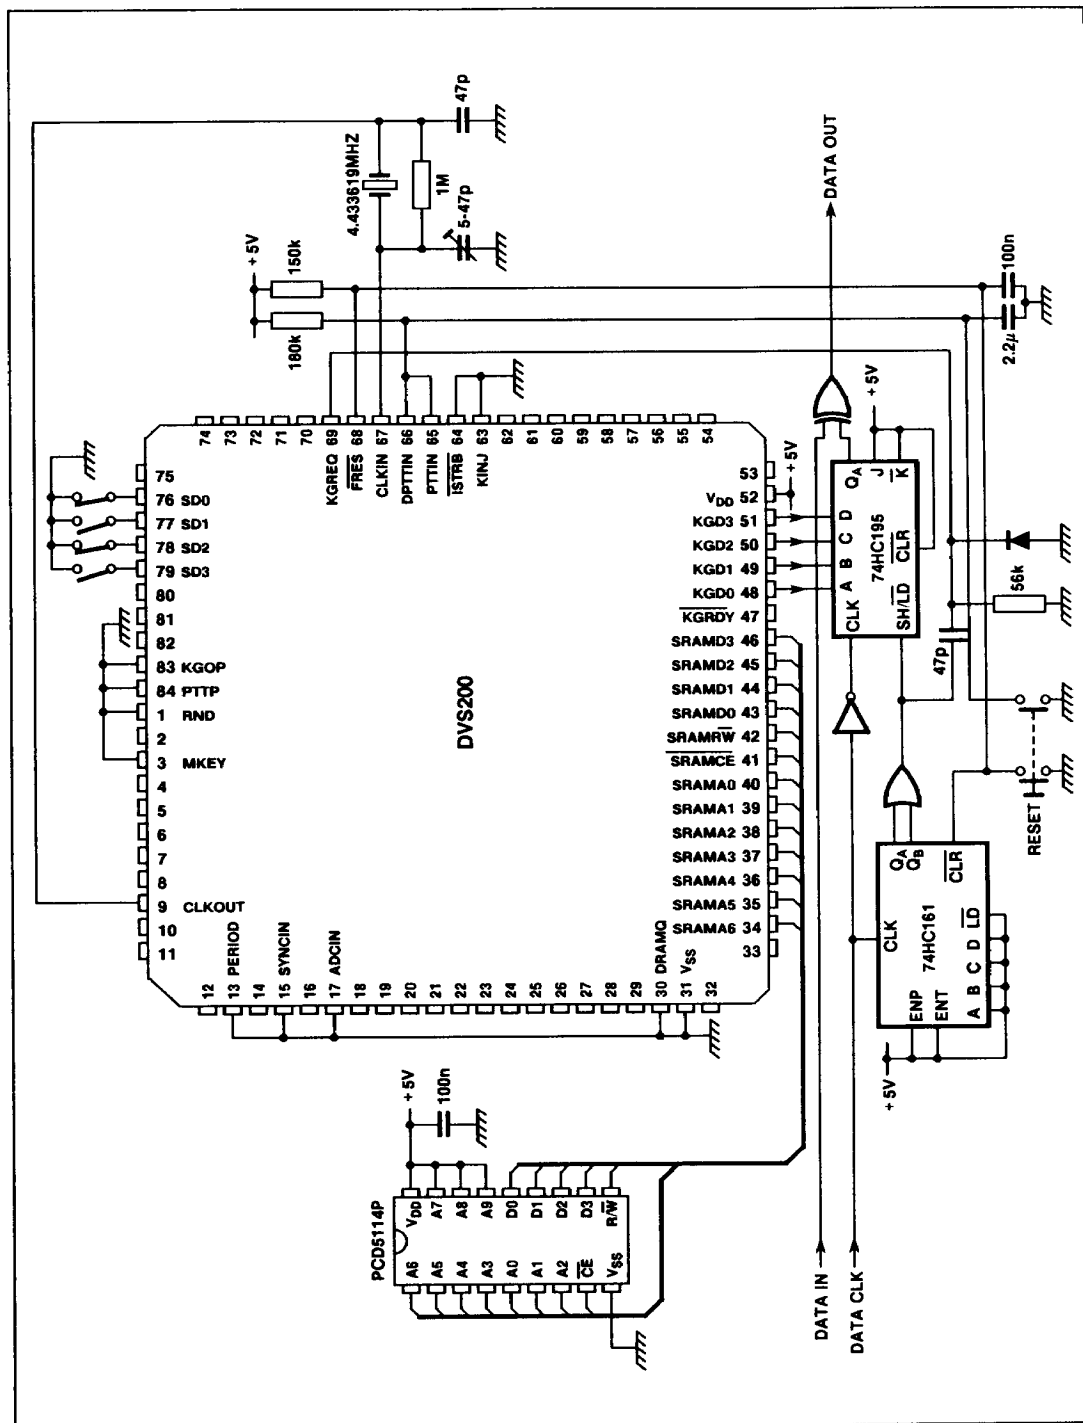 4.433619MHZ
47p
1M
5-47p
+5V
150k
180k
100n
2.2µ
DATA OUT
74
73
72
71
70
KGREQ 69
FRES 68
CLKIN 67
DPTTIN 66
PTTIN 65
ISTRB 64
KINJ 63
62
61
60
59
58
57
56
55
54
75
76 SD0
77 SD1
78 SD2
79 SD3
80
81
82
83 KGOP
84 PTTP
1 RND
2
3 MKEY
4
5
6
7
8
9 CLKOUT
10
11
DVS200
53
VDD 52
+5V
KGD3 51
KGD2 50
KGD1 49
KGD0 48
KGRDY 47
SRAMD3 46
SRAMD2 45
SRAMD1 44
SRAMD0 43
SRAMRW 42
SRAMCE 41
SRAMA0 40
SRAMA1 39
SRAMA2 38
SRAMA3 37
SRAMA4 36
SRAMA5 35
SRAMA6 34
33
12
13 PERIOD
14
15 SYNCIN
16
17 ADCIN
18
19
20
21
22
23
24
25
26
27
28
29
30 DRAMQ
31 VSS
32
QA
J
K
+5V
D
C
B
A
74HC195
CLR
CLK
SH/LD
56k
47p
RESET
QA
QB
CLR
CLK
74HC161
ENP
ENT
A B C D LD
+5V
PCD5114P
+5V
100n
VDD
A7
A8
A9
D0
D1
D2
D3
R/W
A6
A5
A4
A3
A0
A1
A2
CE
VSS
DATA IN
DATA CLK